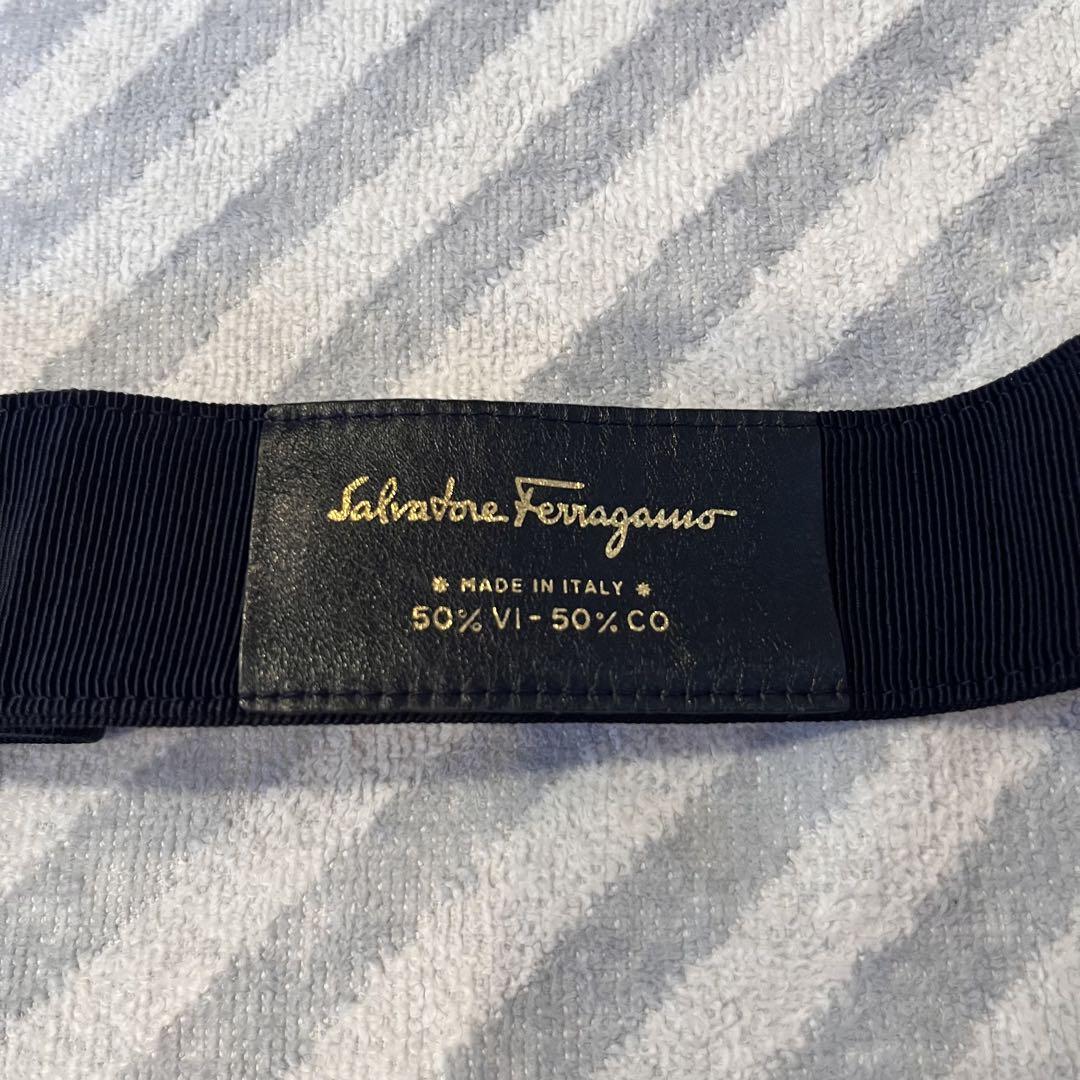 Salvatore Ferragamo
* MADE IN ITALY *
50% VI - 50% CO